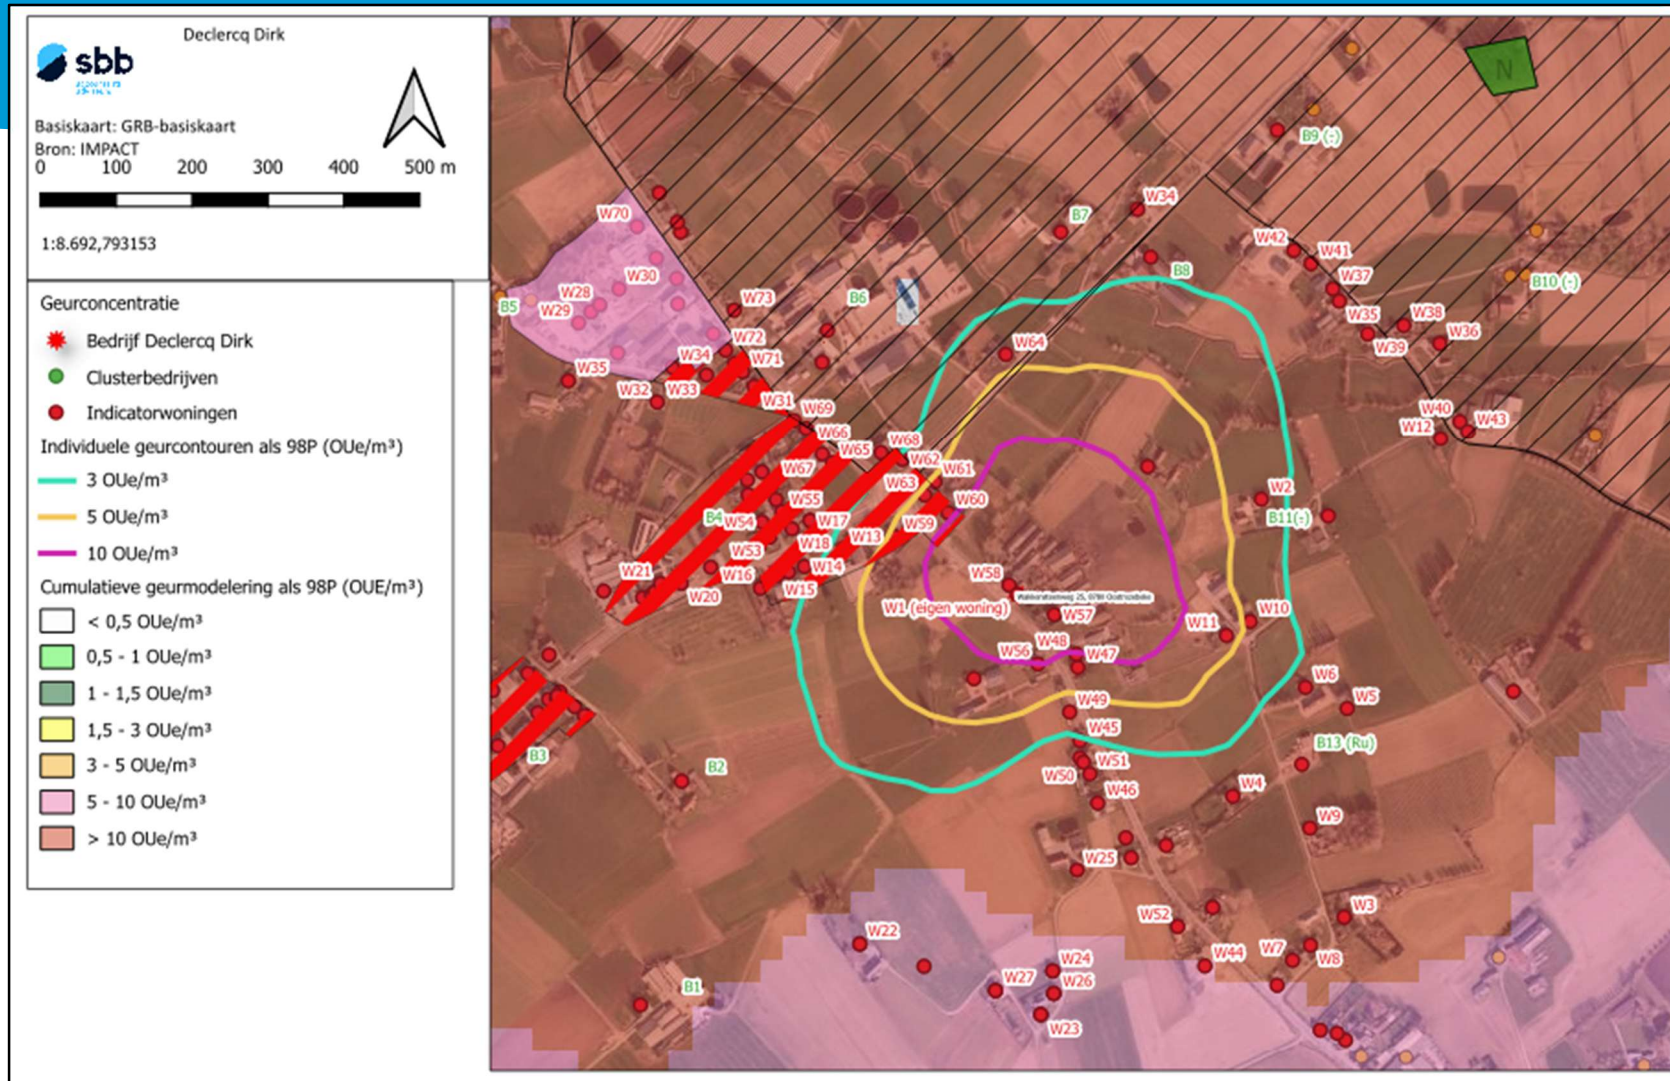 Declercq Dirk
sbb
Basiskaart: GRB-basiskaart
Bron: IMPACT
0 100 200 300 400 500 m
1:8.692,793153
Geurconcentratie
Bedrijf Declercq Dirk
Clusterbedrijven
Indicatorwoningen
Individuele geurcontouren als 98P (OUe/m³)
3 OUe/m³
5 OUe/m³
10 OUe/m³
Cumulatieve geurmodelering als 98P (OUE/m³)
< 0,5 OUe/m³
0,5 - 1 OUe/m³
1 - 1,5 OUe/m³
1,5 - 3 OUe/m³
3 - 5 OUe/m³
5 - 10 OUe/m³
> 10 OUe/m³
N
B9 (-)
W34
W70
B7
W42
W41
B8
W30
W37
B10 (-)
W28
W29
B5
W73
B6
W35
W38
W72
W64
W39
W36
W34
W71
W35
W32
W33
W31
W69
W40
W43
W12
W66
W68
W65
W62
W67
W61
W63
W2
W55
W60
B4
W54
W17
W59
B11(-)
W53
W18
W13
W21
W16
W14
W58
W20
W15
W1 (eigen woning)
W57
W10
W11
W48
W56
W47
W6
W5
W49
W45
B13 (Ru)
B3
B2
W51
W50
W46
W4
W9
W25
W3
W52
W22
W44
W7
W8
W24
W27
W26
B1
W23